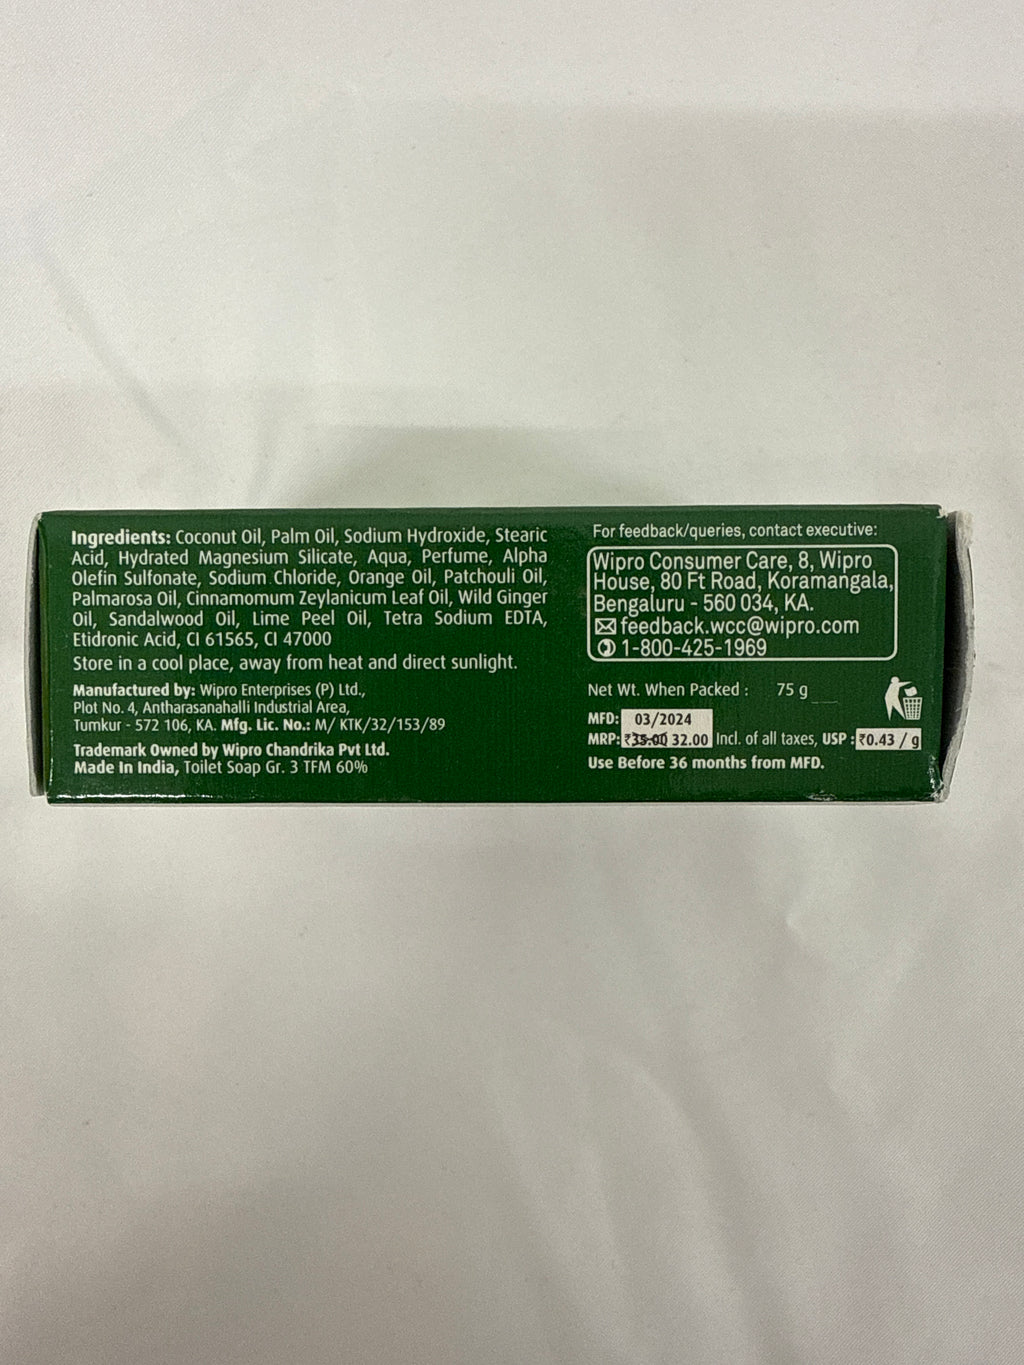 Ingredients: Coconut Oil, Palm Oil, Sodium Hydroxide, Stearic
Acid, Hydrated Magnesium Silicate, Aqua, Perfume, Alpha
Olefin Sulfonate, Sodium Chloride, Orange Oil, Patchouli Oil,
Palmarosa Oil, Cinnamomum Zeylanicum Leaf Oil, Wild Ginger
Oil, Sandalwood Oil, Lime Peel Oil, Tetra Sodium EDTA,
Etidronic Acid, CI 61565, CI 47000
Store in a cool place, away from heat and direct sunlight.
Manufactured by: Wipro Enterprises (P) Ltd.,
Plot No. 4, Antharasanahalli Industrial Area,
Tumkur - 572 106, KA. Mfg. Lic. No.: M/ KTK/32/153/89
Trademark Owned by Wipro Chandrika Pvt Ltd.
Made In India, Toilet Soap Gr. 3 TFM 60%
For feedback/queries, contact executive:
Wipro Consumer Care, 8, Wipro
House, 80 Ft Road, Koramangala,
Bengaluru - 560 034, KA.
feedback.wcc@wipro.com
1-800-425-1969
Net Wt. When Packed : 75 g
MFD: 03/2024
MRP: ₹35.00 32.00 Incl. of all taxes, USP : ₹0.43 / g
Use Before 36 months from MFD.